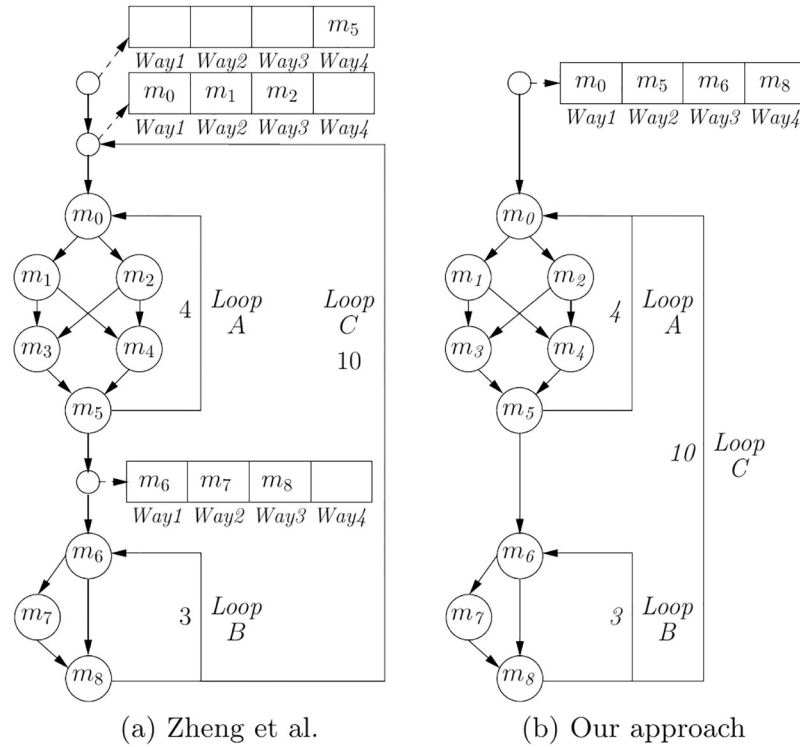 m5
Way1 Way2 Way3 Way4
m0 m1 m2
Way1 Way2 Way3 Way4
m0
m1 m2
m3 m4
m5
4 Loop
A
Loop
C
10
m6 m7 m8
Way1 Way2 Way3 Way4
m6
m7
m8
3 Loop
B
(a) Zheng et al.
m0 m5 m6 m8
Way1 Way2 Way3 Way4
m0
m1 m2
m3 m4
m5
4 Loop
A
10 Loop
C
m6
m7
m8
3 Loop
B
(b) Our approach